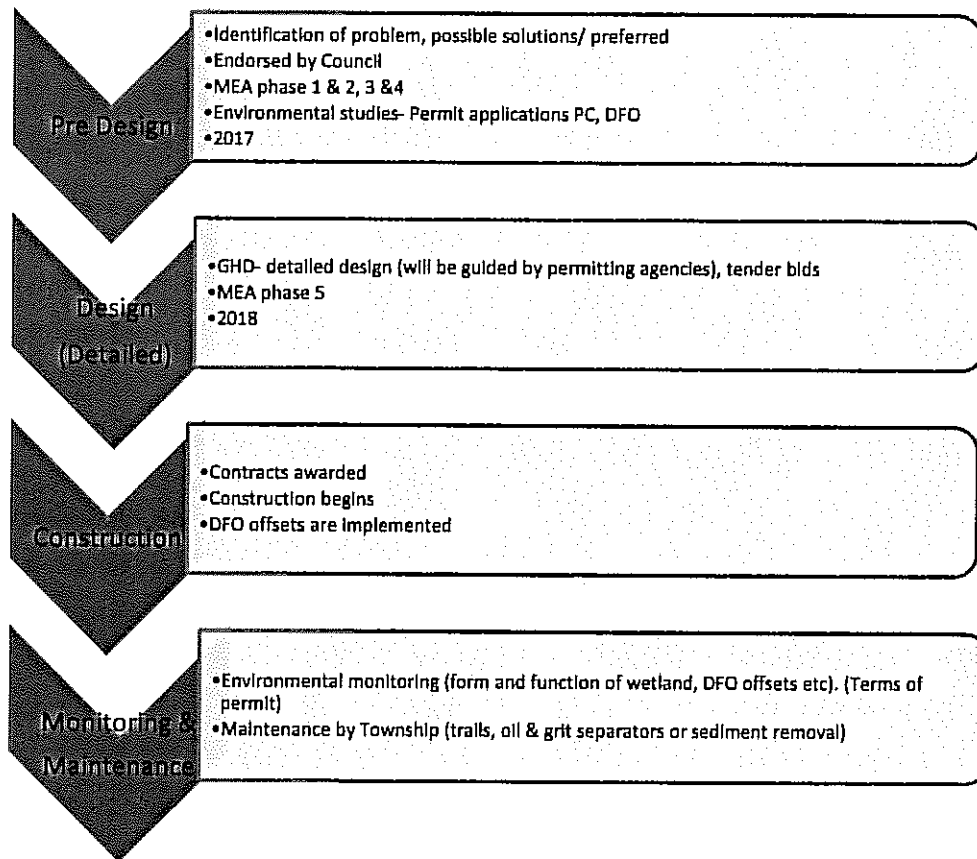 Pre Design
•Identification of problem, possible solutions/ preferred
•Endorsed by Council
•MEA phase 1 & 2, 3 &4
•Environmental studies- Permit applications PC, DFO
•2017
Design
(Detailed)
•GHD- detailed design (will be guided by permitting agencies), tender bids
•MEA phase 5
•2018
Construction
•Contracts awarded
•Construction begins
•DFO offsets are implemented
Monitoring &
Maintenance
•Environmental monitoring (form and function of wetland, DFO offsets etc). (Terms of
permit)
•Maintenance by Township (trails, oil & grit separators or sediment removal)